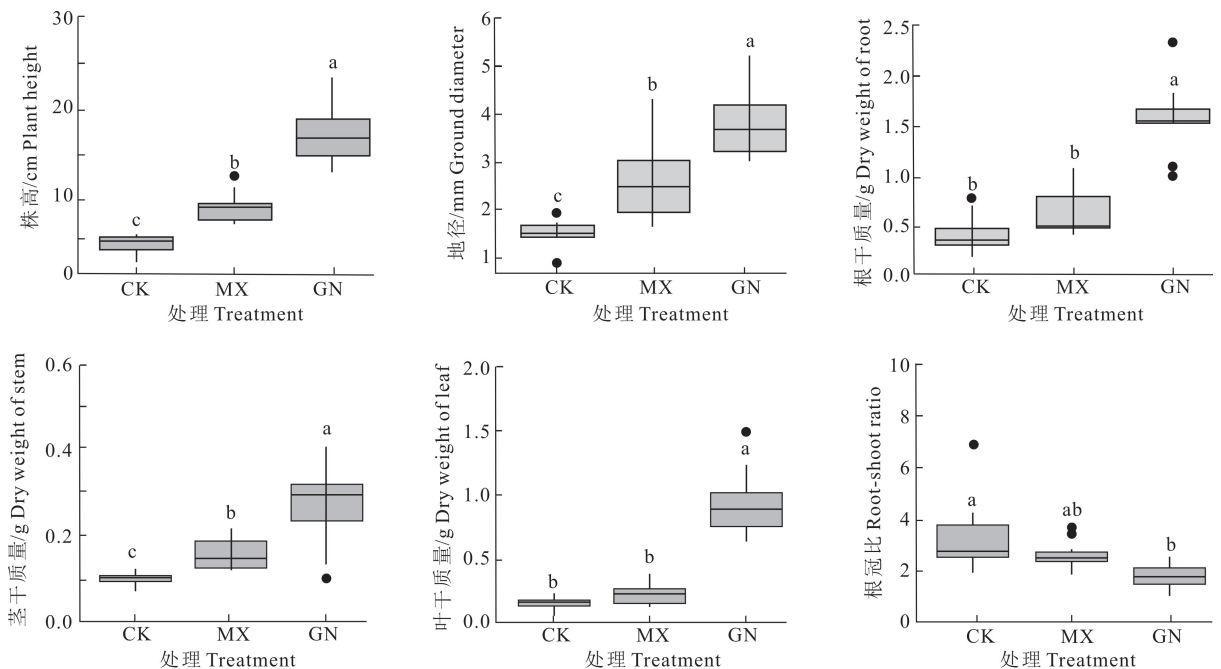 株高/cm Plant height
30
20
10
0
c
b
a
CK MX GN
处理 Treatment
地径/mm Ground diameter
6
5
4
3
2
1
c
b
a
CK MX GN
处理 Treatment
根干质量/g Dry weight of root
2.5
2.0
1.5
1.0
0.5
0.0
b
b
a
CK MX GN
处理 Treatment
茎干质量/g Dry weight of stem
0.6
0.4
0.2
0.0
c
b
a
CK MX GN
处理 Treatment
叶干质量/g Dry weight of leaf
2.0
1.5
1.0
0.5
0.0
b
b
a
CK MX GN
处理 Treatment
根冠比 Root-shoot ratio
10
8
6
4
2
0
a
ab
b
CK MX GN
处理 Treatment